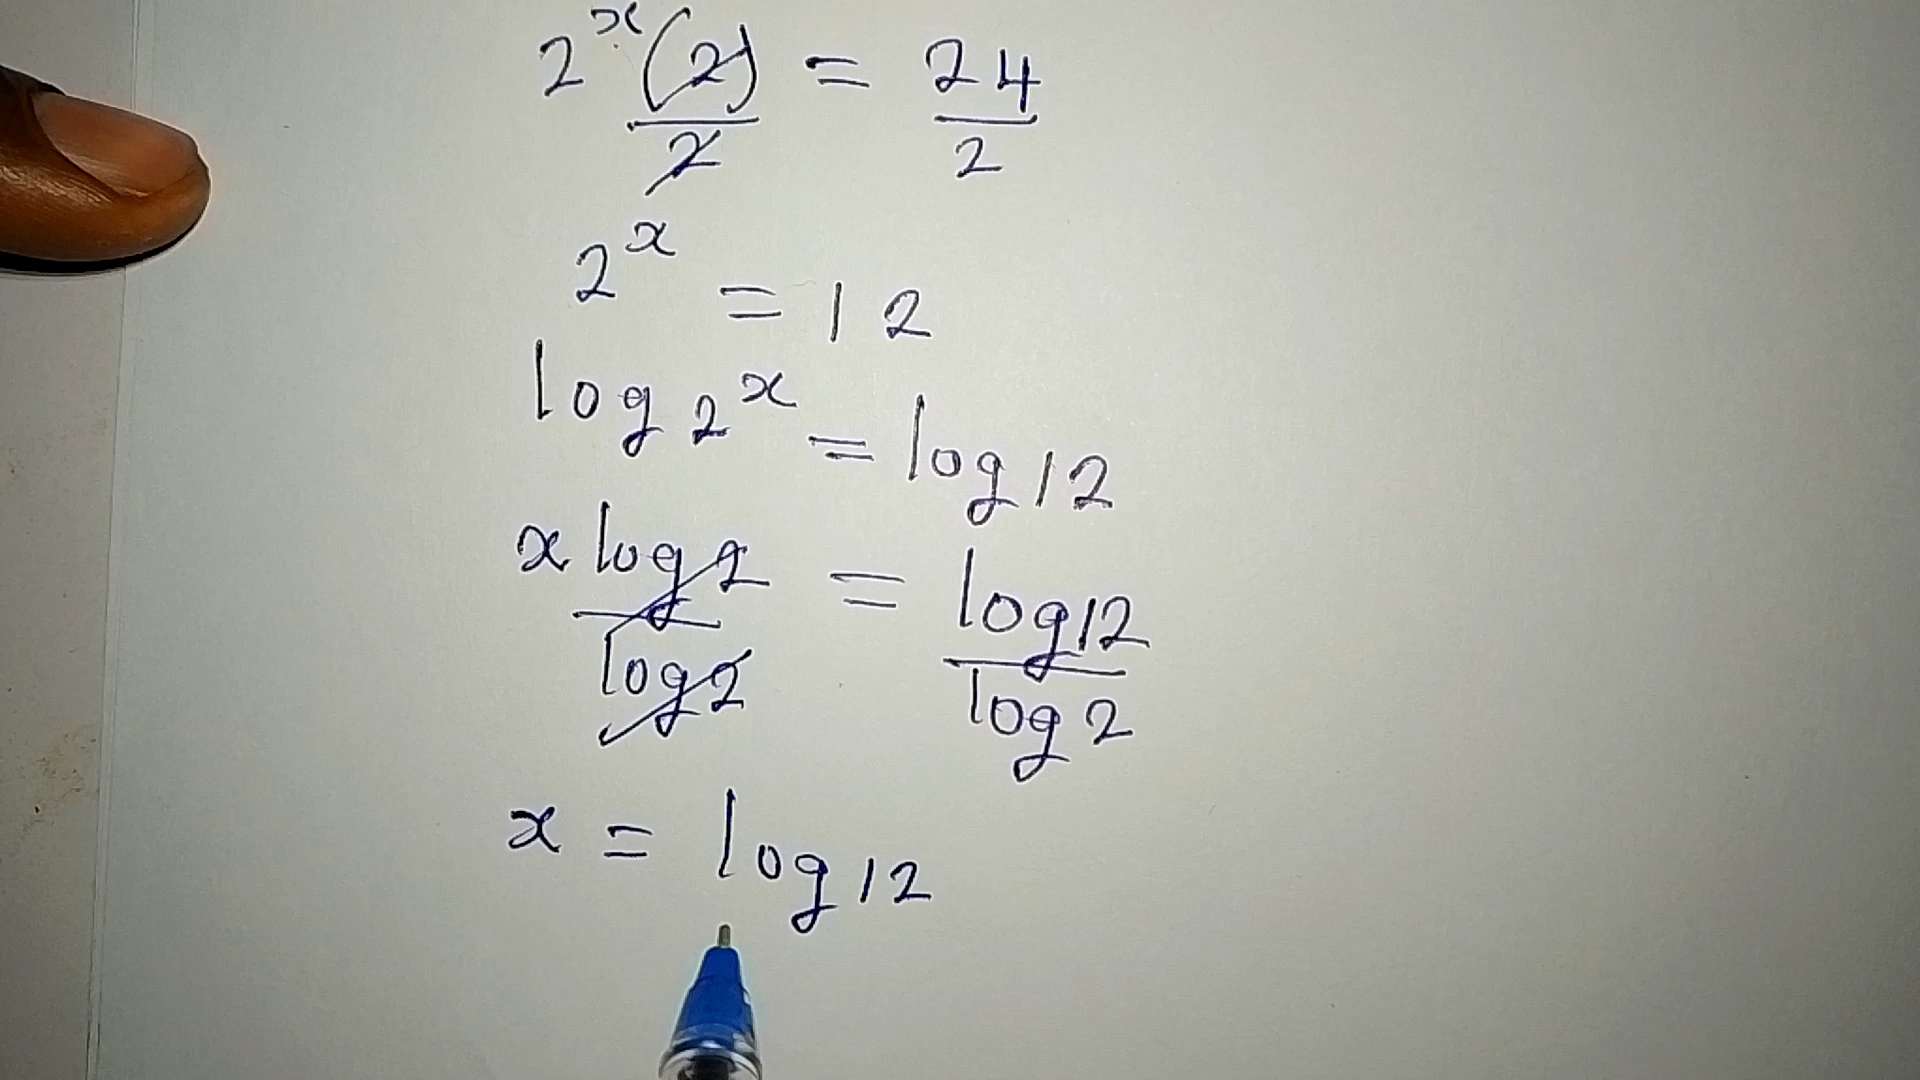 2^x (2) = 24
2 2
2^x = 12
log 2^x = log 12
x log 2 = log 12
log 2 log 2
x = log 12